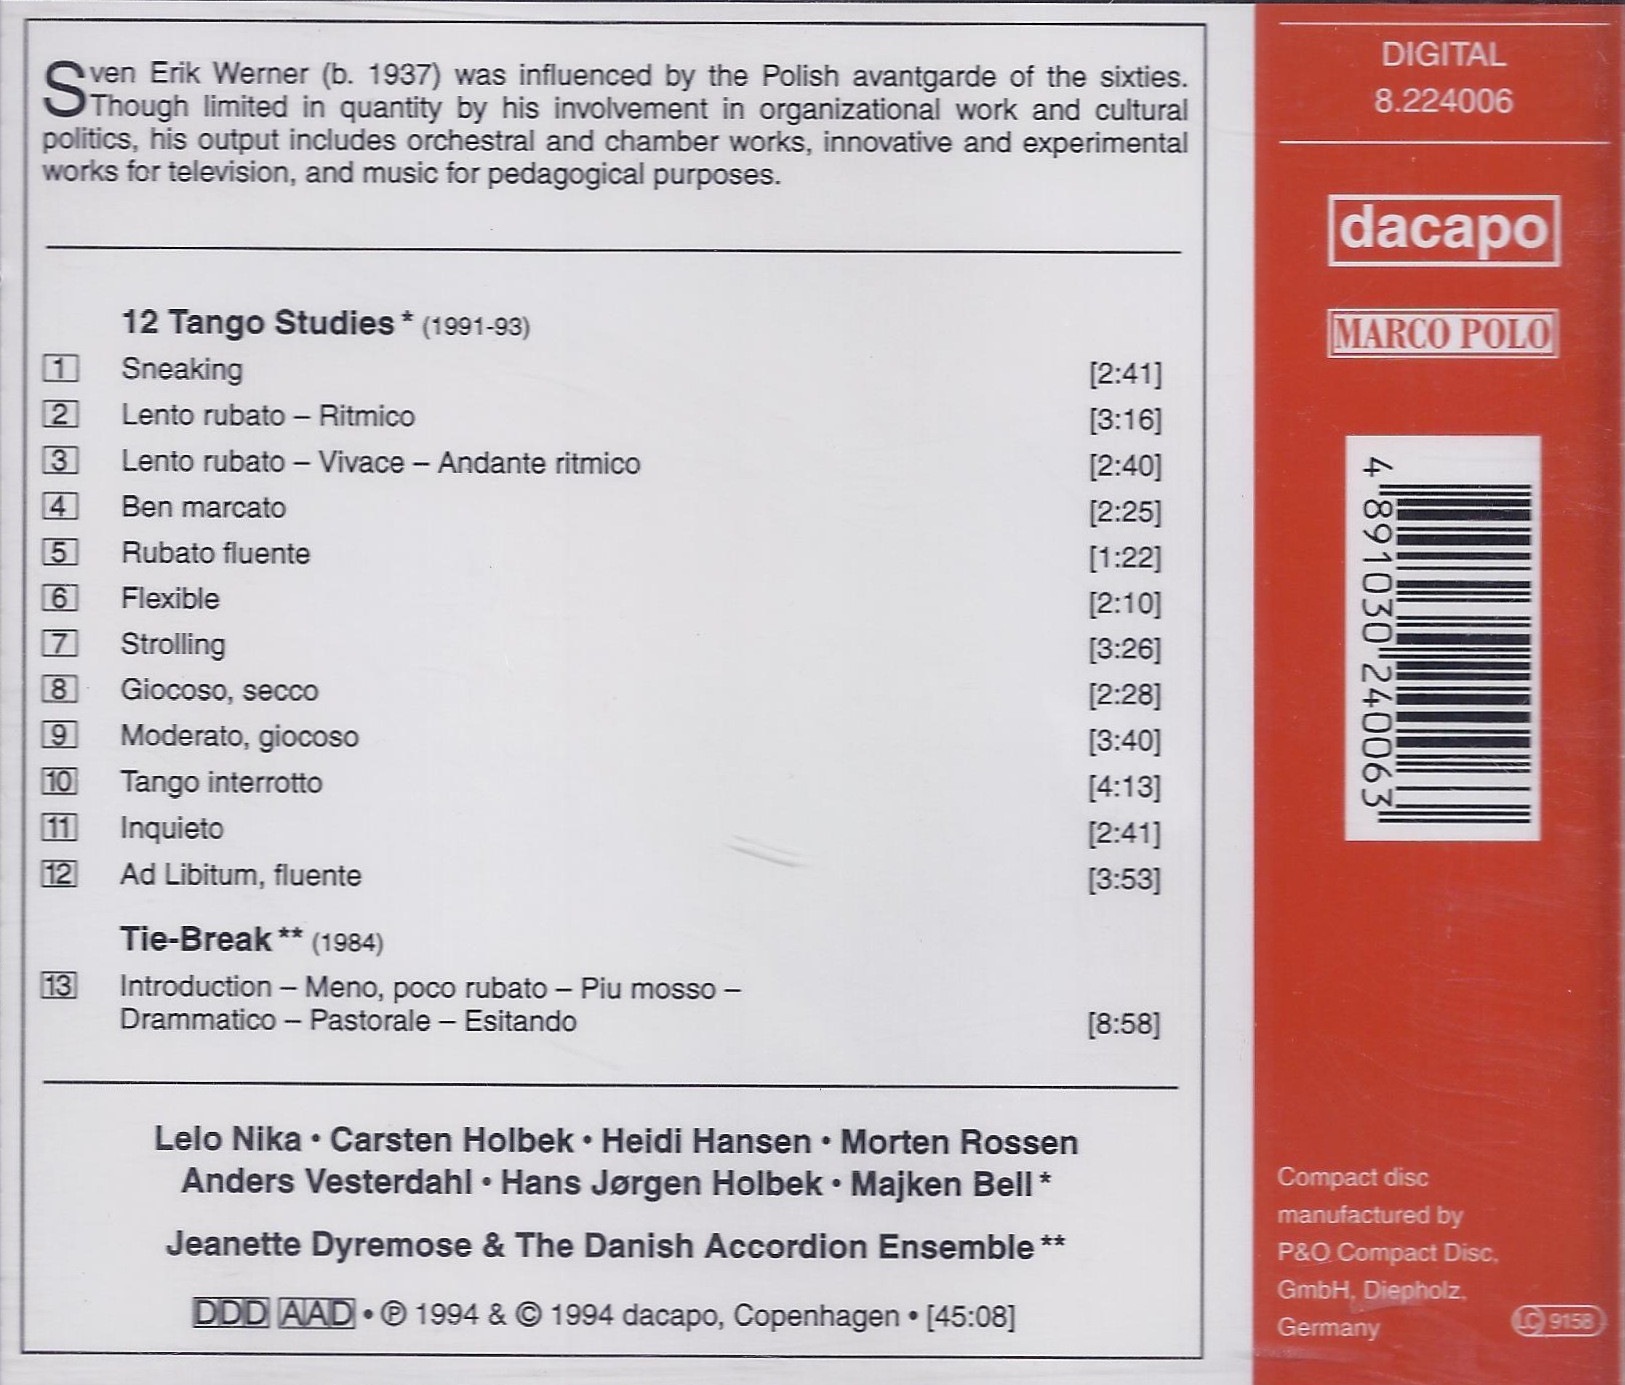 Sven Erik Werner (b. 1937) was influenced by the Polish avantgarde of the sixties.
Though limited in quantity by his involvement in organizational work and cultural
politics, his output includes orchestral and chamber works, innovative and experimental
works for television, and music for pedagogical purposes.
12 Tango Studies * (1991-93)
1 Sneaking [2:41]
2 Lento rubato – Ritmico [3:16]
3 Lento rubato – Vivace – Andante ritmico [2:40]
4 Ben marcato [2:25]
5 Rubato fluente [1:22]
6 Flexible [2:10]
7 Strolling [3:26]
8 Giocoso, secco [2:28]
9 Moderato, giocoso [3:40]
10 Tango interrotto [4:13]
11 Inquieto [2:41]
12 Ad Libitum, fluente [3:53]
Tie-Break ** (1984)
13 Introduction – Meno, poco rubato – Piu mosso –
Drammatico – Pastorale – Esitando [8:58]
Lelo Nika • Carsten Holbek • Heidi Hansen • Morten Rossen
Anders Vesterdahl • Hans Jørgen Holbek • Majken Bell *
Jeanette Dyremose & The Danish Accordion Ensemble **
DDD AAD • ℗ 1994 & © 1994 dacapo, Copenhagen • [45:08]
DIGITAL
8.224006
dacapo
MARCO POLO
4 891030 240063
Compact disc
manufactured by
P&O Compact Disc,
GmbH, Diepholz,
Germany
LC 9158